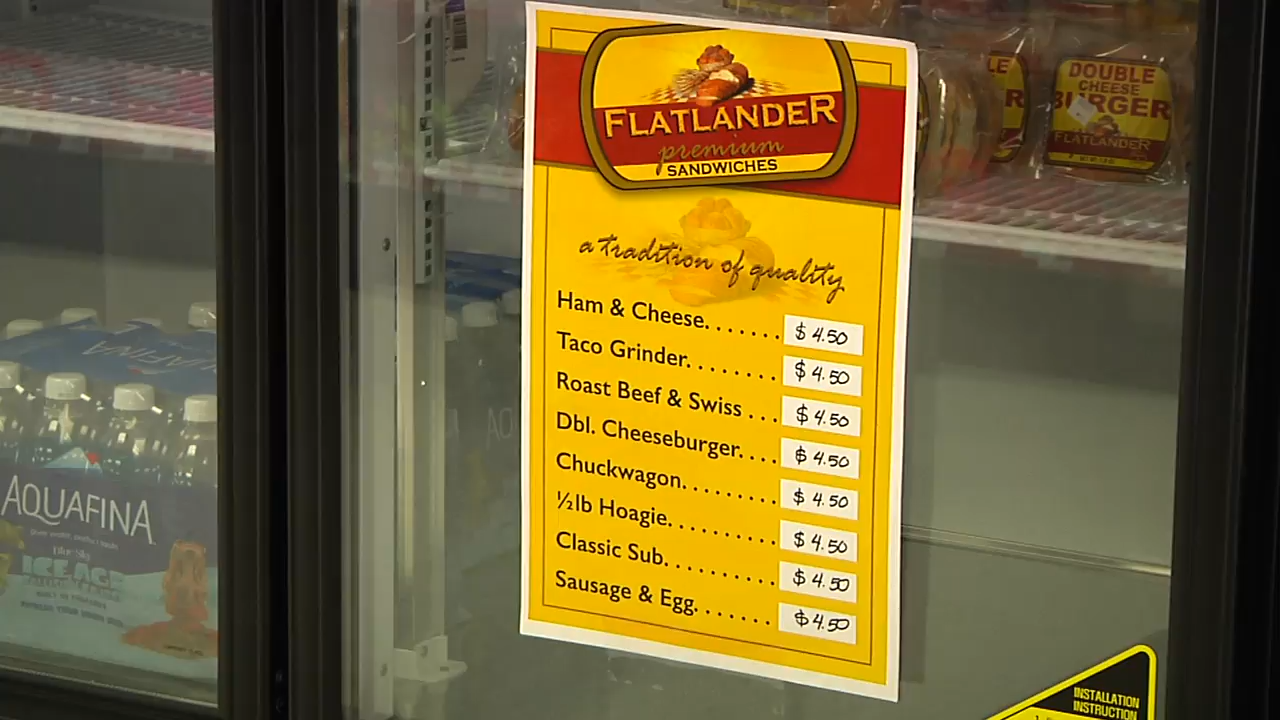 FLATLANDER
premium
SANDWICHES
a tradition of quality
Ham & Cheese....... $ 4.50
Taco Grinder........ $ 4.50
Roast Beef & Swiss ... $ 4.50
Dbl. Cheeseburger.... $ 4.50
Chuckwagon......... $ 4.50
½lb Hoagie.......... $ 4.50
Classic Sub.......... $ 4.50
Sausage & Egg....... $ 4.50
DOUBLE
CHEESE
BURGER
FLATLANDER
LE
R
AQUAFINA
AQUAFINA
ICE AGE
INSTALLATION
INSTRUCTION